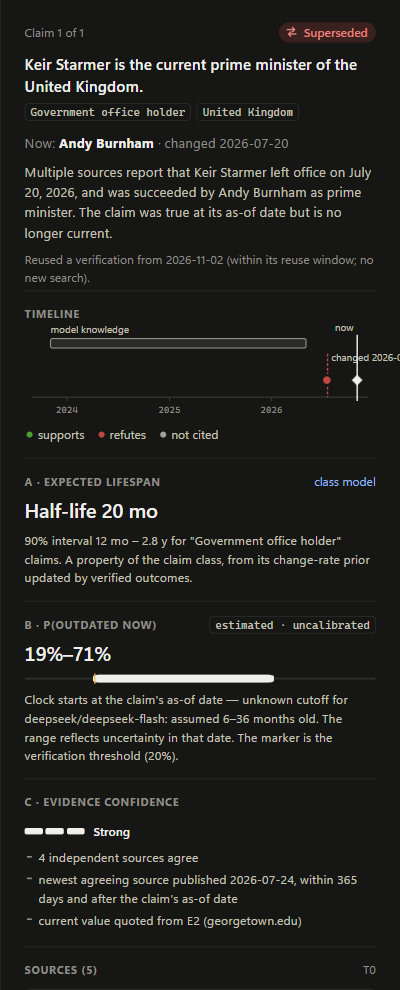 Claim 1 of 1
Superseded
Keir Starmer is the current prime minister of the
United Kingdom.
Government office holder
United Kingdom
Now: Andy Burnham · changed 2026-07-20
Multiple sources report that Keir Starmer left office on July
20, 2026, and was succeeded by Andy Burnham as prime
minister. The claim was true at its as-of date but is no
longer current.
Reused a verification from 2026-11-02 (within its reuse window; no
new search).
TIMELINE
model knowledge
now
changed 2026-0
2024
2025
2026
supports
refutes
not cited
A · EXPECTED LIFESPAN
class model
Half-life 20 mo
90% interval 12 mo – 2.8 y for "Government office holder"
claims. A property of the claim class, from its change-rate prior
updated by verified outcomes.
B · P(OUTDATED NOW)
estimated · uncalibrated
19%–71%
Clock starts at the claim's as-of date — unknown cutoff for
deepseek/deepseek-flash: assumed 6–36 months old. The
range reflects uncertainty in that date. The marker is the
verification threshold (20%).
C · EVIDENCE CONFIDENCE
Strong
– 4 independent sources agree
– newest agreeing source published 2026-07-24, within 365
days and after the claim's as-of date
– current value quoted from E2 (georgetown.edu)
SOURCES (5)
T0